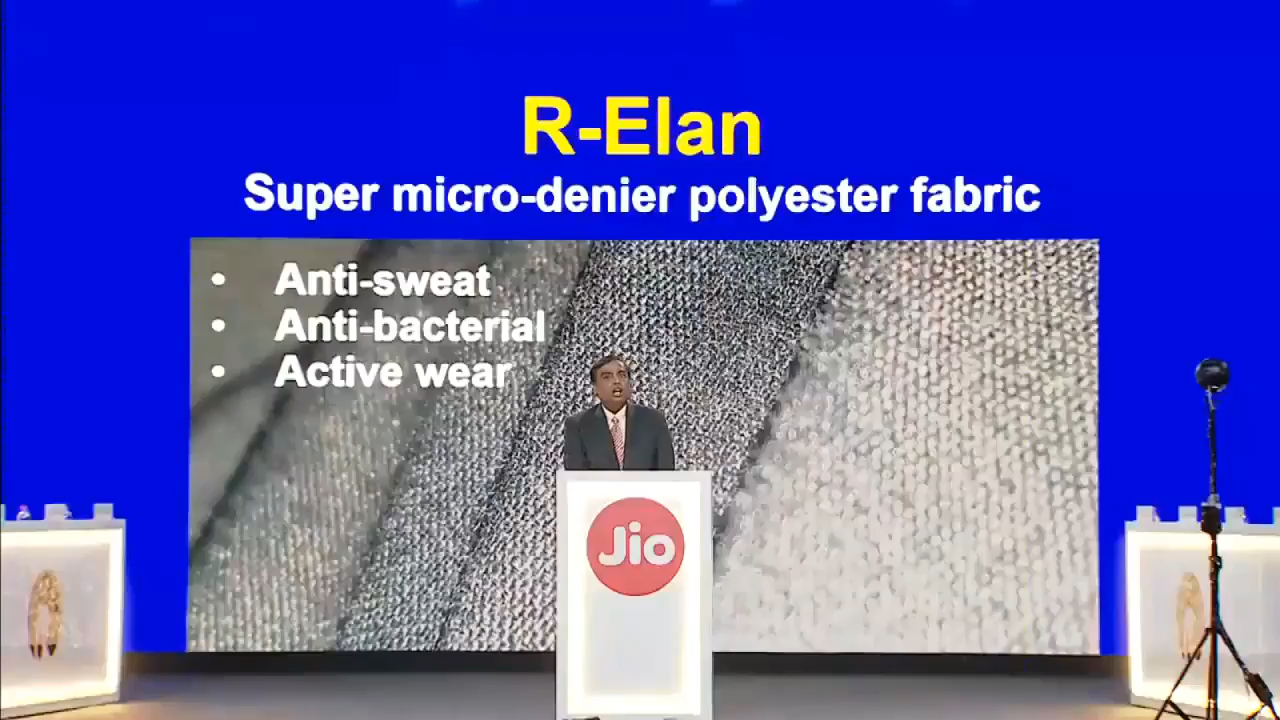 R-Elan
Super micro-denier polyester fabric
• Anti-sweat
• Anti-bacterial
• Active wear
Jio